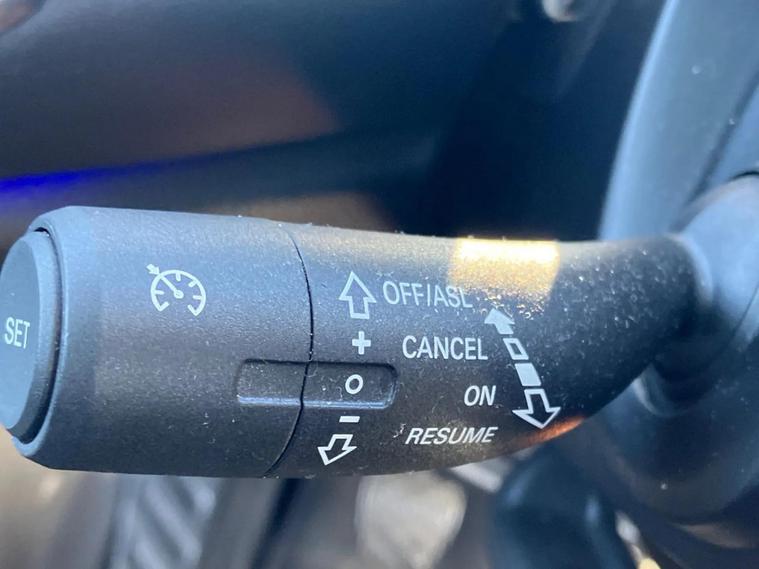 SET
OFF/ASL
+
CANCEL
O
ON
−
RESUME